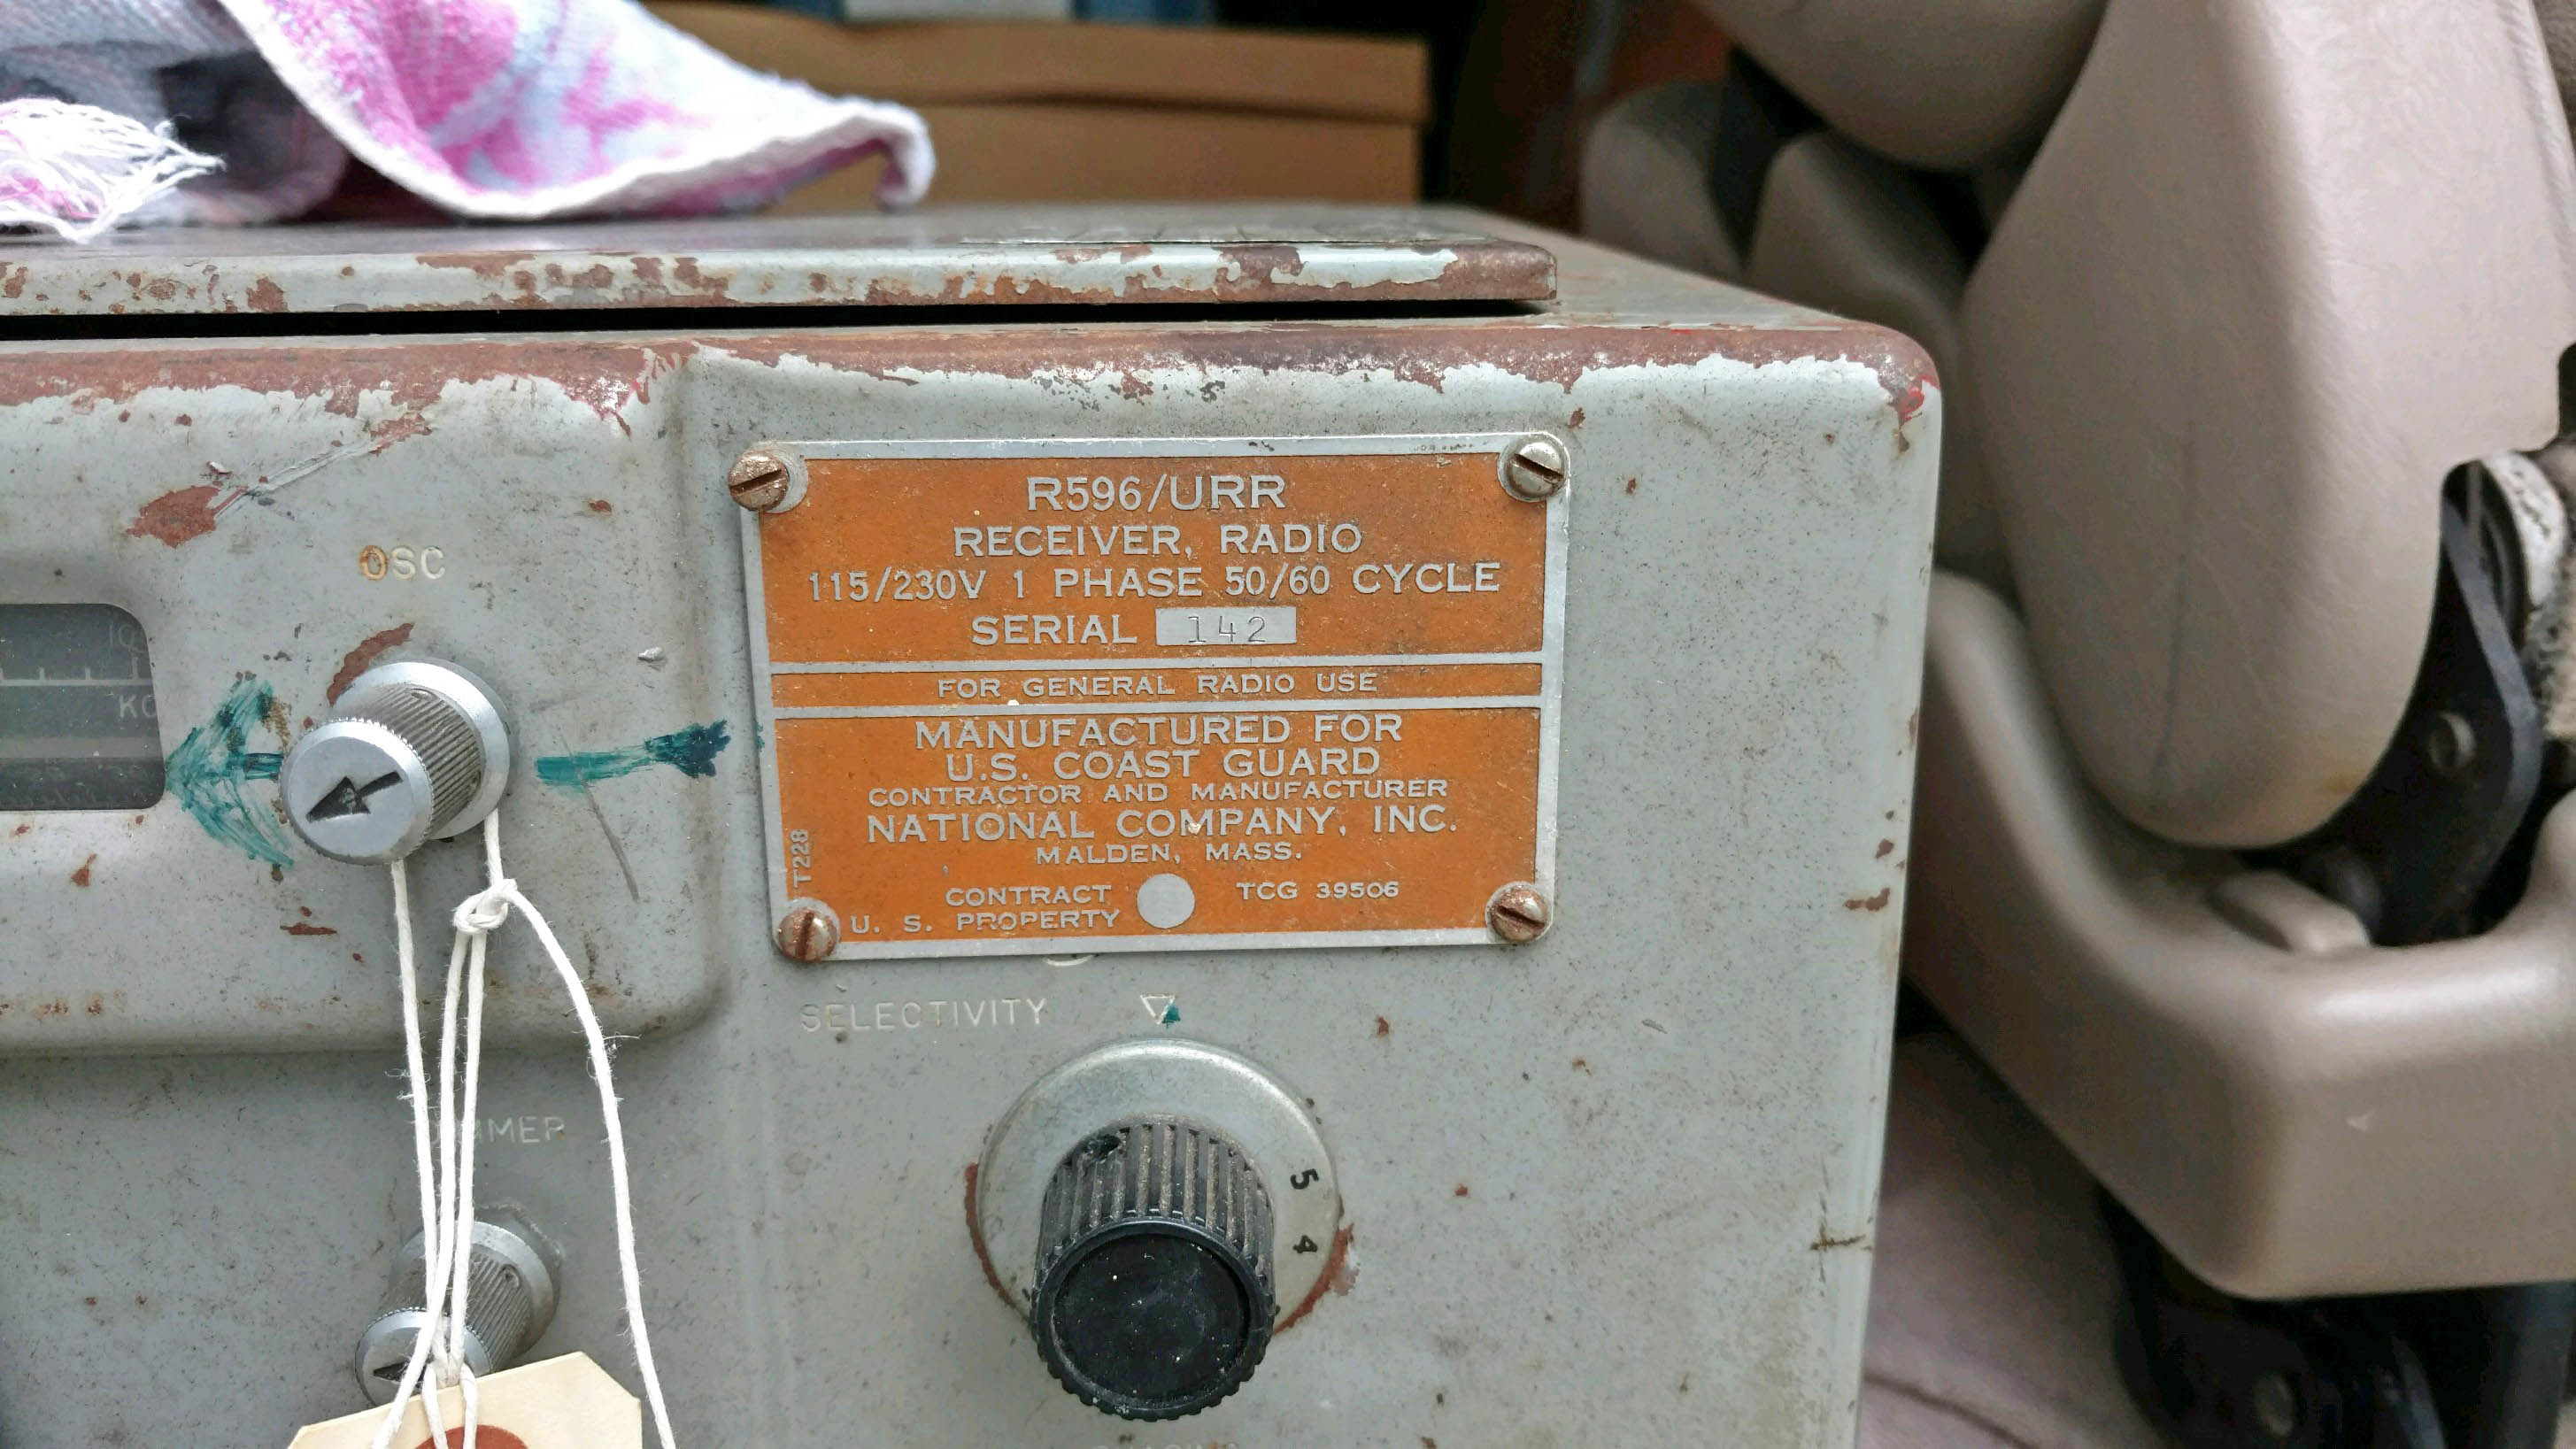 R596/URR
RECEIVER, RADIO
115/230V 1 PHASE 50/60 CYCLE
SERIAL 142
FOR GENERAL RADIO USE
MANUFACTURED FOR
U.S. COAST GUARD
CONTRACTOR AND MANUFACTURER
NATIONAL COMPANY, INC.
MALDEN, MASS.
CONTRACT TCG 39506
U. S. PROPERTY
T228
OSC
10
KC
SELECTIVITY
5
4